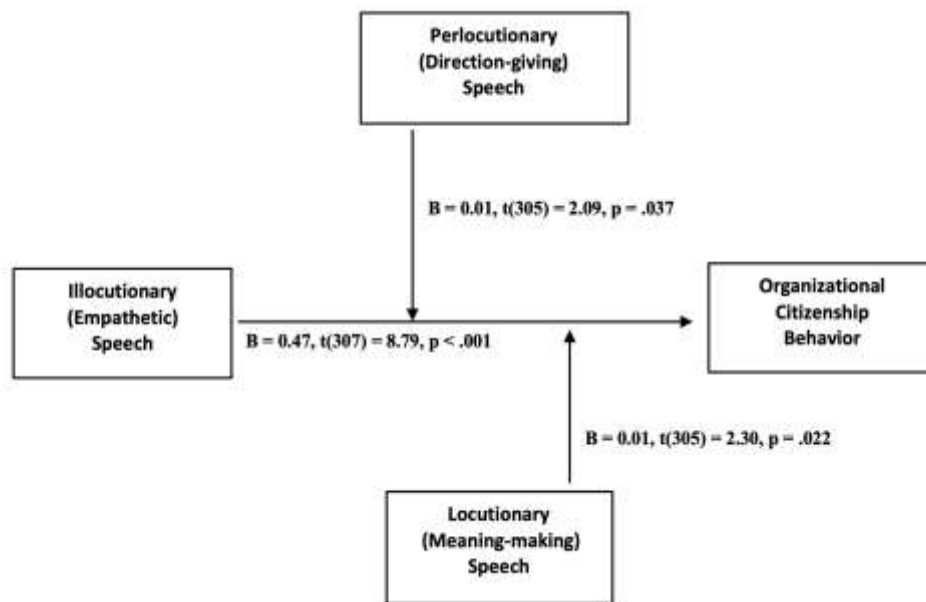 Perlocutionary
(Direction-giving)
Speech
B = 0.01, t(305) = 2.09, p = .037
Illocutionary
(Empathetic)
Speech
Organizational
Citizenship
Behavior
B = 0.47, t(307) = 8.79, p < .001
B = 0.01, t(305) = 2.30, p = .022
Locutionary
(Meaning-making)
Speech